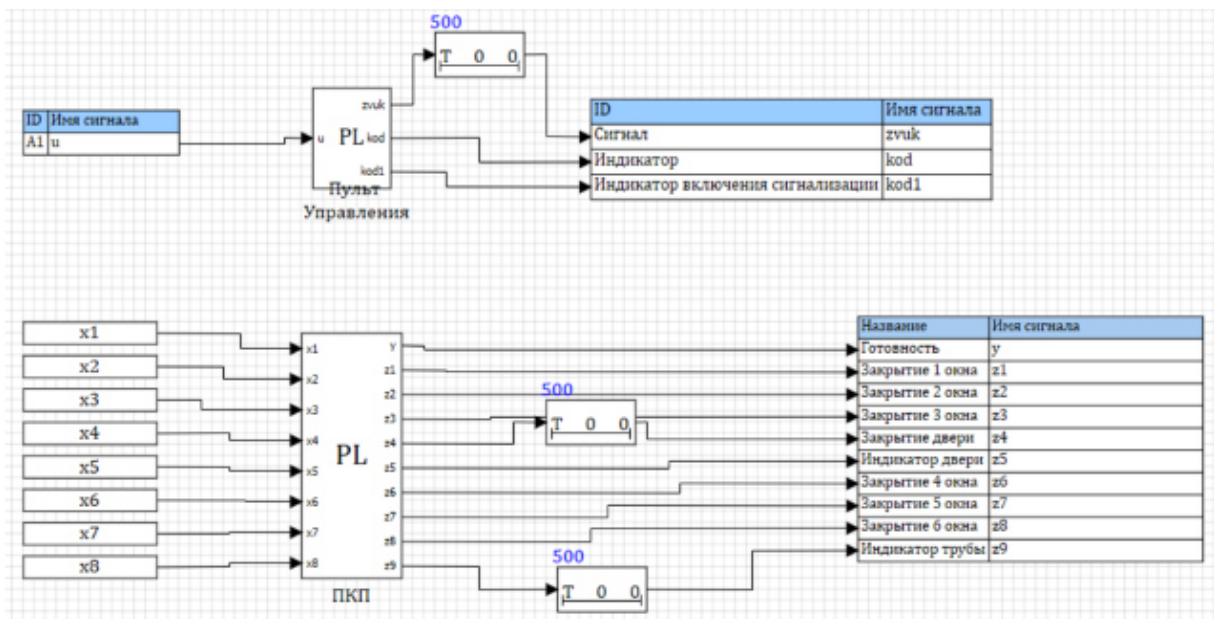 500
T 0 0
ID Имя сигнала
A1 u
u PL zvuk
kod
kod1
Пульт
Управления
ID Имя сигнала
Сигнал zvuk
Индикатор kod
Индикатор включения сигнализации kod1
x1
x2
x3
x4
x5
x6
x7
x8
x1
x2
x3
x4
x5
x6
x7
x8
PL
y
z1
z2
z3
z4
z5
z6
z7
z8
z9
ПКП
500
T 0 0
500
T 0 0
Название Имя сигнала
Готовность y
Закрытие 1 окна z1
Закрытие 2 окна z2
Закрытие 3 окна z3
Закрытие двери z4
Индикатор двери z5
Закрытие 4 окна z6
Закрытие 5 окна z7
Закрытие 6 окна z8
Индикатор трубы z9